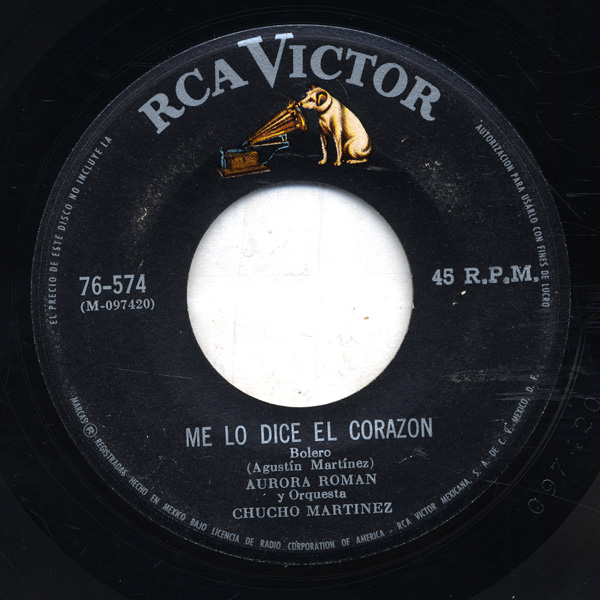 RCA VICTOR
EL PRECIO DE ESTE DISCO NO INCLUYE LA
AUTORIZACION PARA USARLO CON FINES DE LUCRO
76-574
(M-097420)
45 R.P.M.
ME LO DICE EL CORAZON
Bolero
(Agustín Martínez)
AURORA ROMAN
y Orquesta
CHUCHO MARTINEZ
MARCAS ® REGISTRADAS HECHO EN MEXICO BAJO LICENCIA DE RADIO CORPORATION OF AMERICA - RCA VICTOR MEXICANA, S. A. DE C. V. MEXICO, D. F.